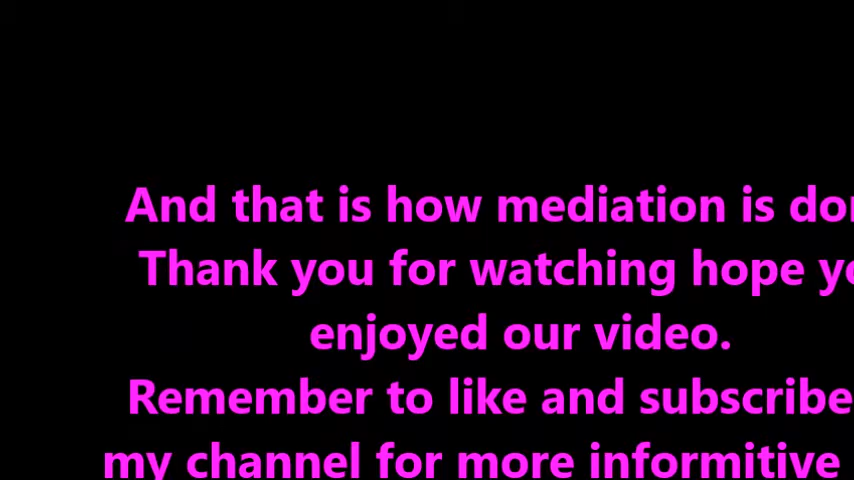 And that is how mediation is
Thank you for watching hope
enjoyed our video.
Remember to like and subscribe
my channel for more informitive